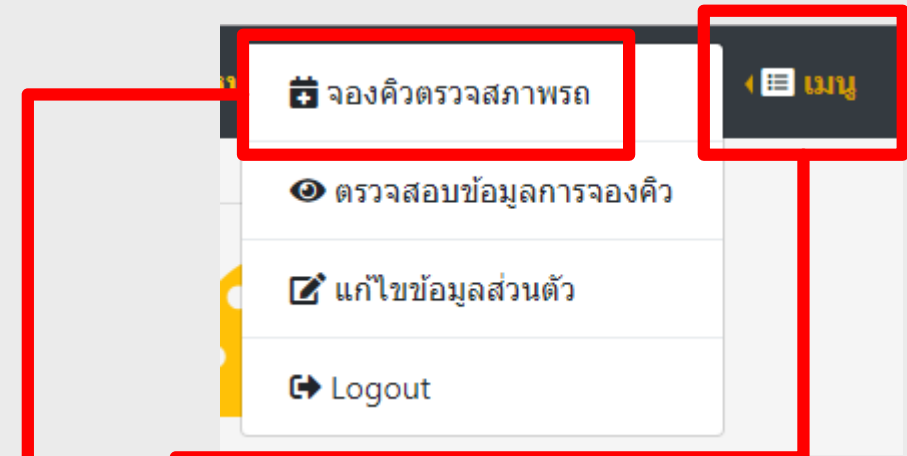 จองคิวตรวจสภาพรถ
เมนู
ตรวจสอบข้อมูลการจองคิว
แก้ไขข้อมูลส่วนตัว
Logout